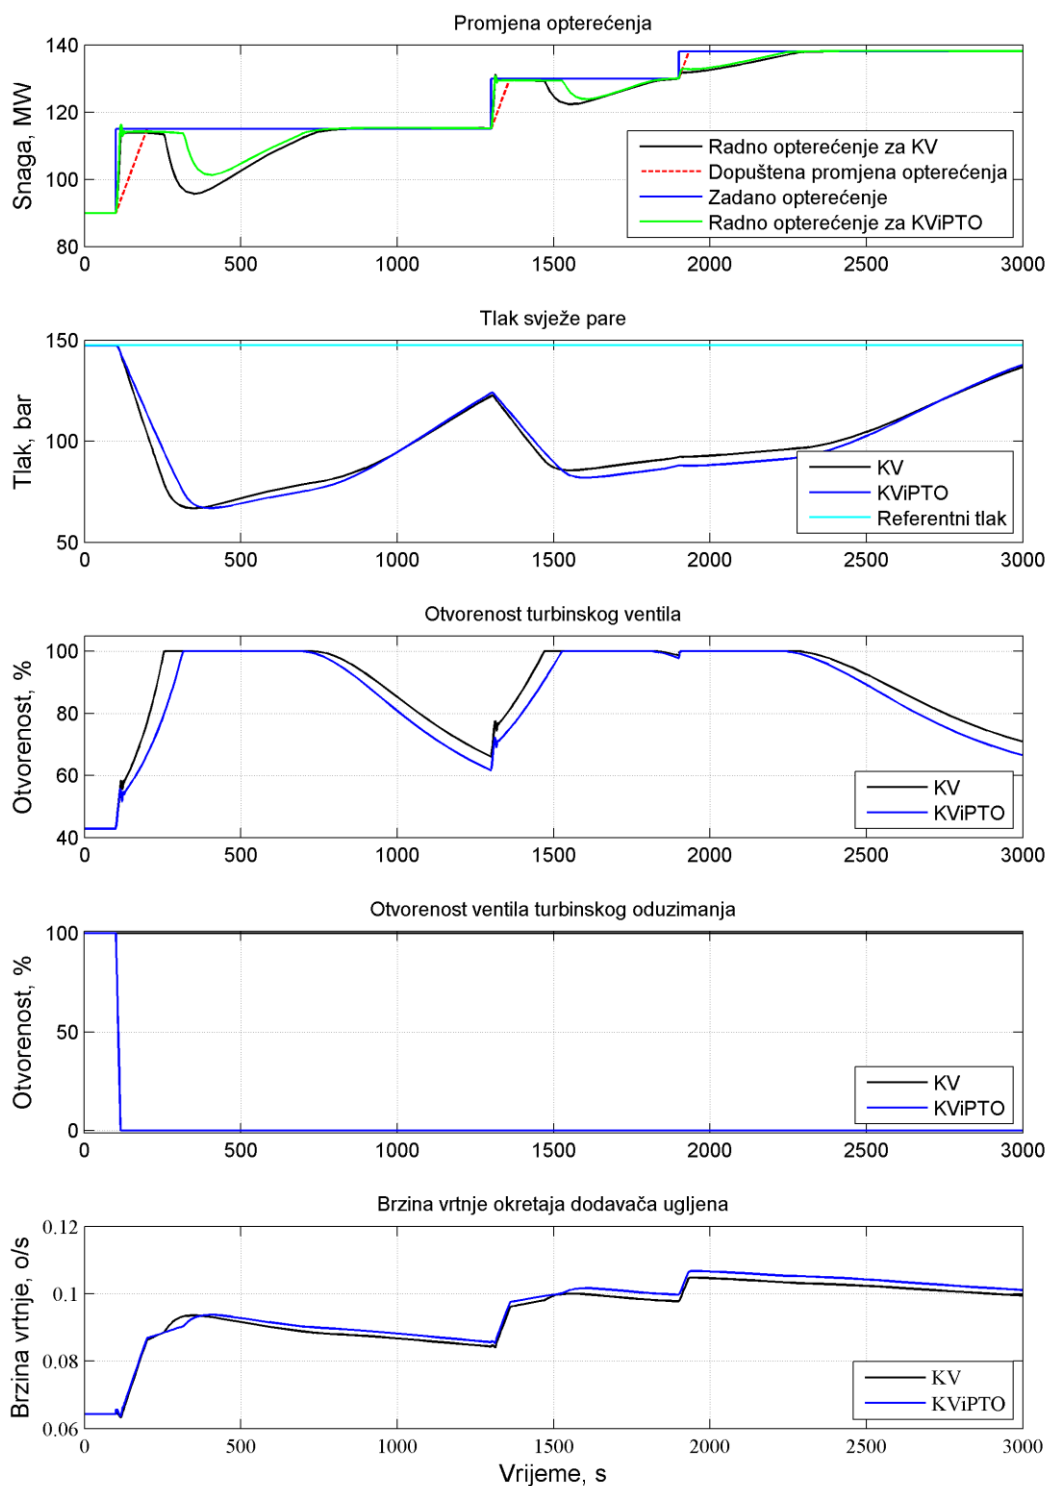 Promjena opterećenja
140
120
100
80
Snaga, MW
Radno opterećenje za KV
Dopuštena promjena opterećenja
Zadano opterećenje
Radno opterećenje za KViPTO
0 500 1000 1500 2000 2500 3000
Tlak svježe pare
150
100
50
Tlak, bar
KV
KViPTO
Referentni tlak
0 500 1000 1500 2000 2500 3000
Otvorenost turbinskog ventila
100
80
60
40
Otvorenost, %
KV
KViPTO
0 500 1000 1500 2000 2500 3000
Otvorenost ventila turbinskog oduzimanja
100
50
0
Otvorenost, %
KV
KViPTO
0 500 1000 1500 2000 2500 3000
Brzina vrtnje okretaja dodavača ugljena
0.12
0.1
0.08
0.06
Brzina vrtnje, o/s
KV
KViPTO
0 500 1000 1500 2000 2500 3000
Vrijeme, s